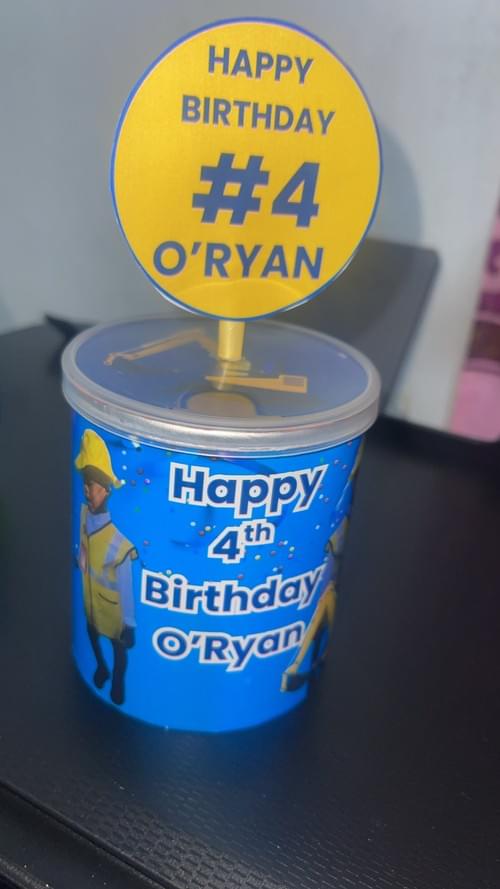 HAPPY
BIRTHDAY
#4
O'RYAN
Happy
4th
Birthday
O'Ryan